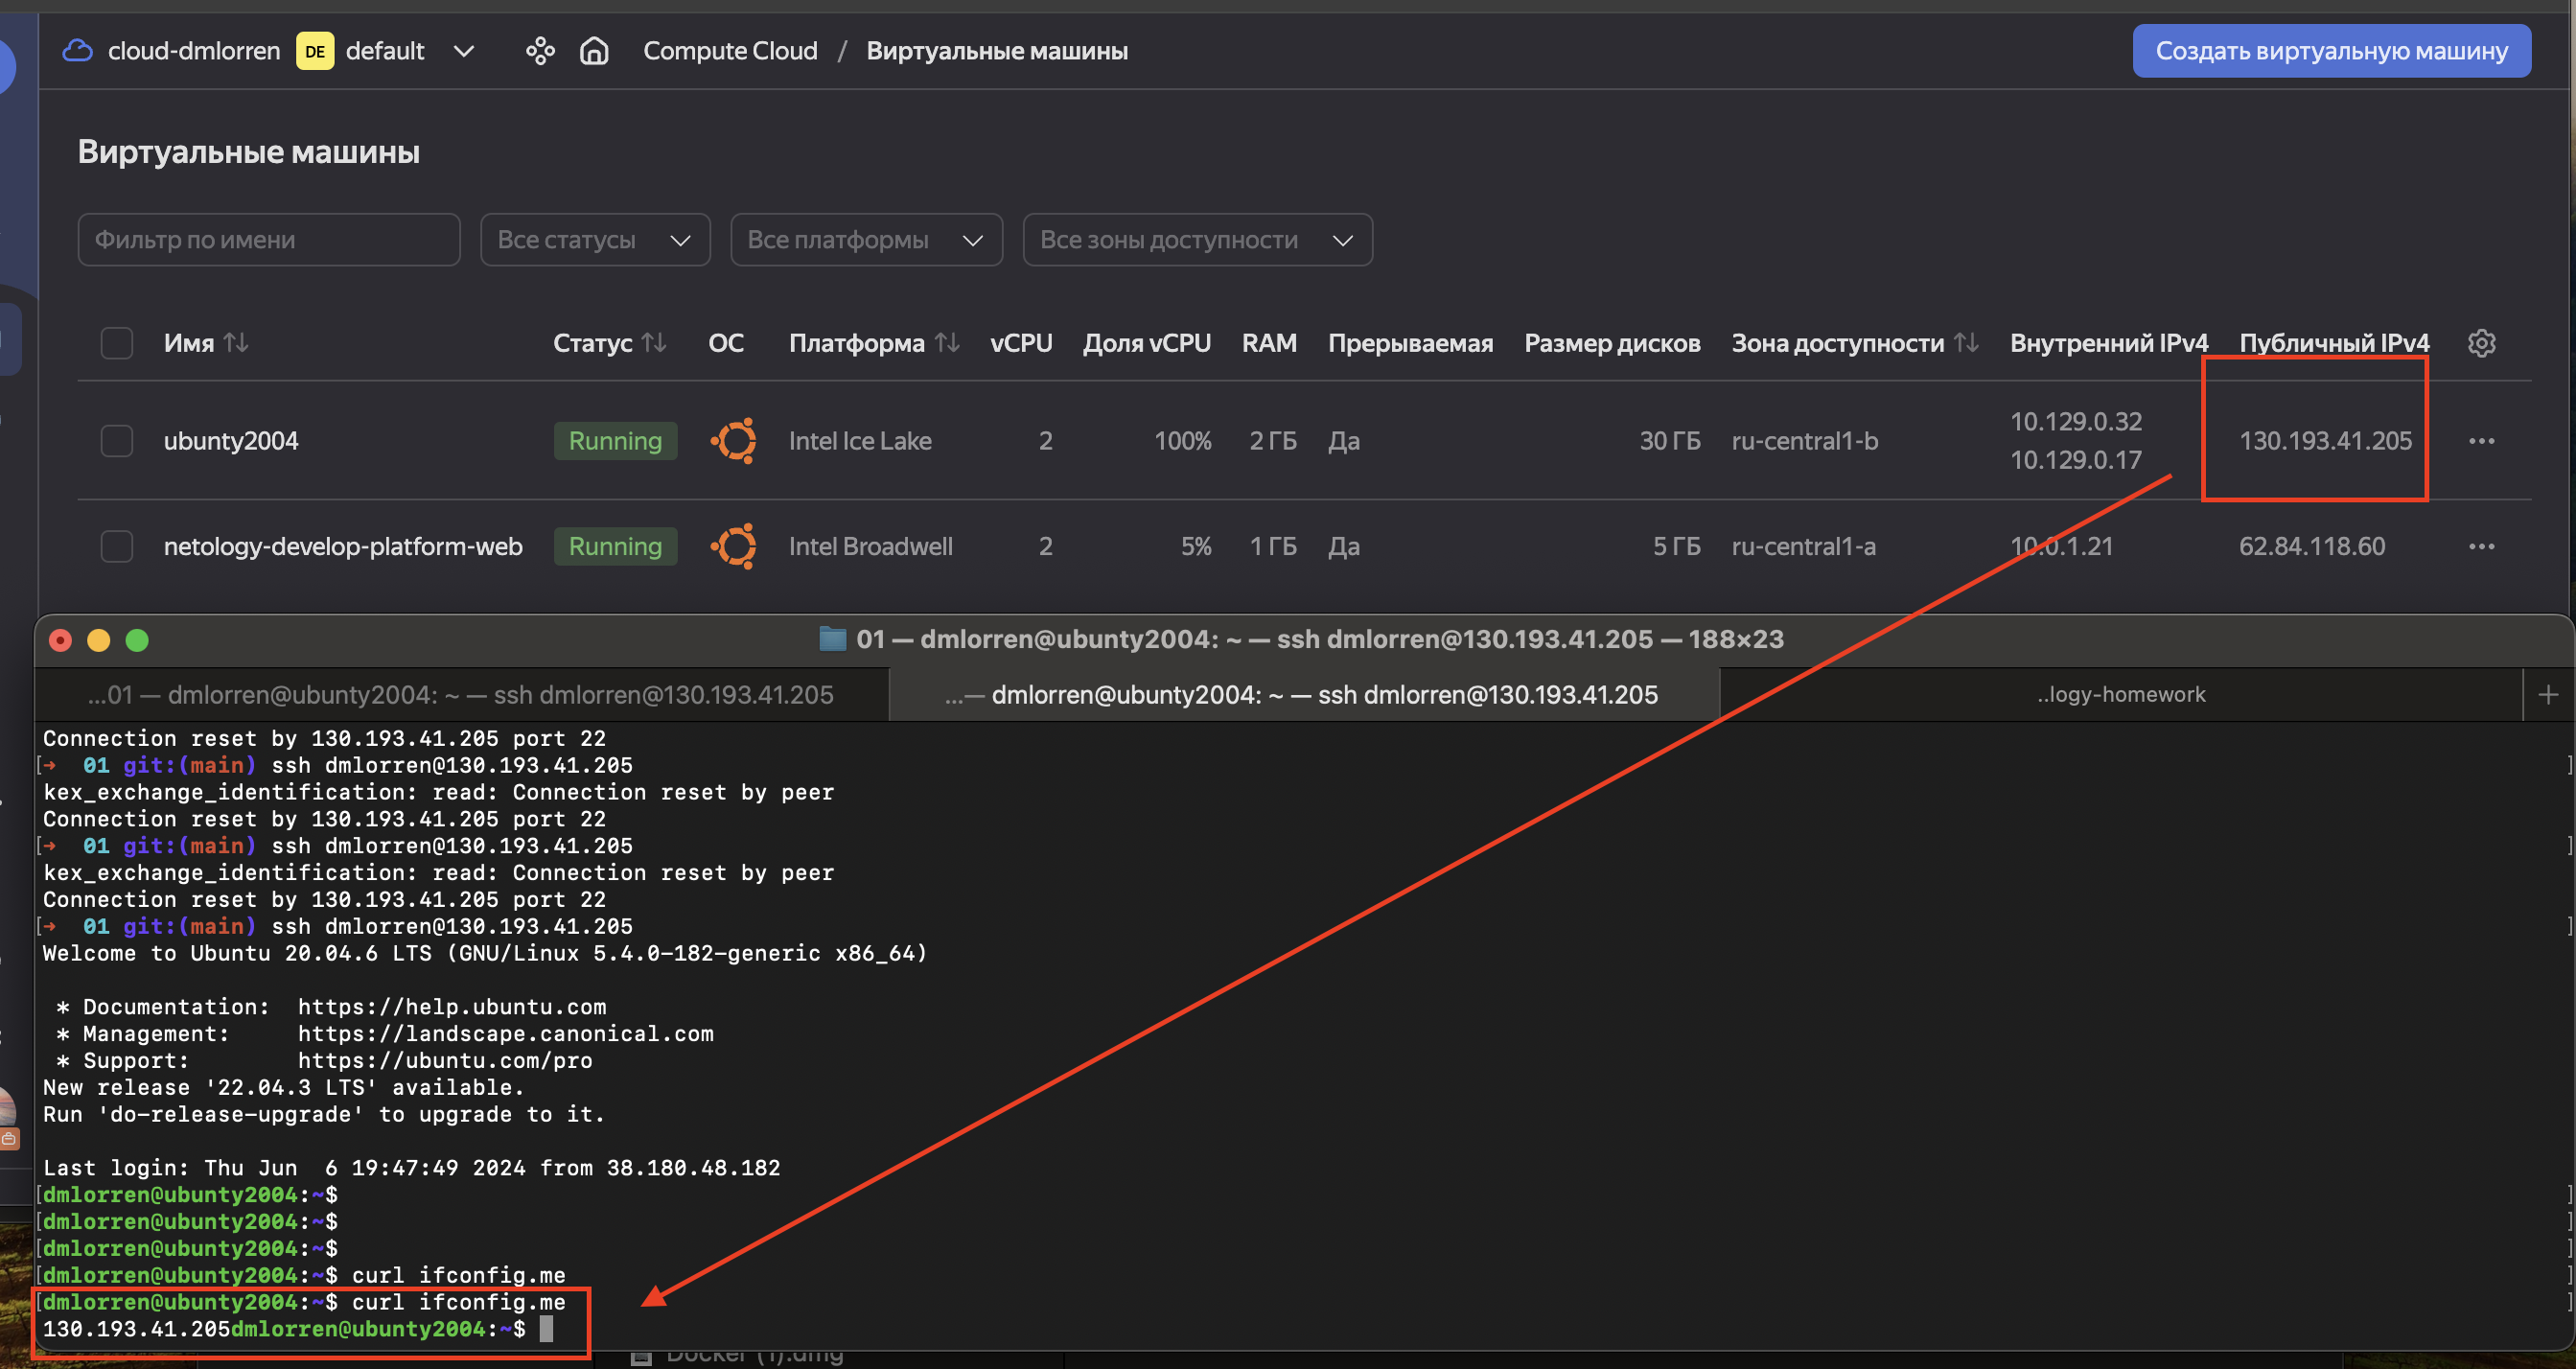 cloud-dmlorren DE default Compute Cloud / Виртуальные машины Создать виртуальную машину
Виртуальные машины
Фильтр по имени Все статусы Все платформы Все зоны доступности
Имя Статус ОС Платформа vCPU Доля vCPU RAM Прерываемая Размер дисков Зона доступности Внутренний IPv4 Публичный IPv4
ubunty2004 Running Intel Ice Lake 2 100% 2 ГБ Да 30 ГБ ru-central1-b 10.129.0.32 130.193.41.205
10.129.0.17
netology-develop-platform-web Running Intel Broadwell 2 5% 1 ГБ Да 5 ГБ ru-central1-a 10.0.1.21 62.84.118.60
01 — dmlorren@ubunty2004: ~ — ssh dmlorren@130.193.41.205 — 188×23
...01 — dmlorren@ubunty2004: ~ — ssh dmlorren@130.193.41.205 ...— dmlorren@ubunty2004: ~ — ssh dmlorren@130.193.41.205 ..logy-homework
Connection reset by 130.193.41.205 port 22
[→ 01 git:(main) ssh dmlorren@130.193.41.205 ]
kex_exchange_identification: read: Connection reset by peer
Connection reset by 130.193.41.205 port 22
[→ 01 git:(main) ssh dmlorren@130.193.41.205 ]
kex_exchange_identification: read: Connection reset by peer
Connection reset by 130.193.41.205 port 22
[→ 01 git:(main) ssh dmlorren@130.193.41.205 ]
Welcome to Ubuntu 20.04.6 LTS (GNU/Linux 5.4.0-182-generic x86_64)
* Documentation: https://help.ubuntu.com
* Management: https://landscape.canonical.com
* Support: https://ubuntu.com/pro
New release '22.04.3 LTS' available.
Run 'do-release-upgrade' to upgrade to it.
Last login: Thu Jun 6 19:47:49 2024 from 38.180.48.182
[dmlorren@ubunty2004:~$ ]
[dmlorren@ubunty2004:~$ ]
[dmlorren@ubunty2004:~$ ]
[dmlorren@ubunty2004:~$ curl ifconfig.me ]
[dmlorren@ubunty2004:~$ curl ifconfig.me ]
130.193.41.205dmlorren@ubunty2004:~$
Docker (1).dmg